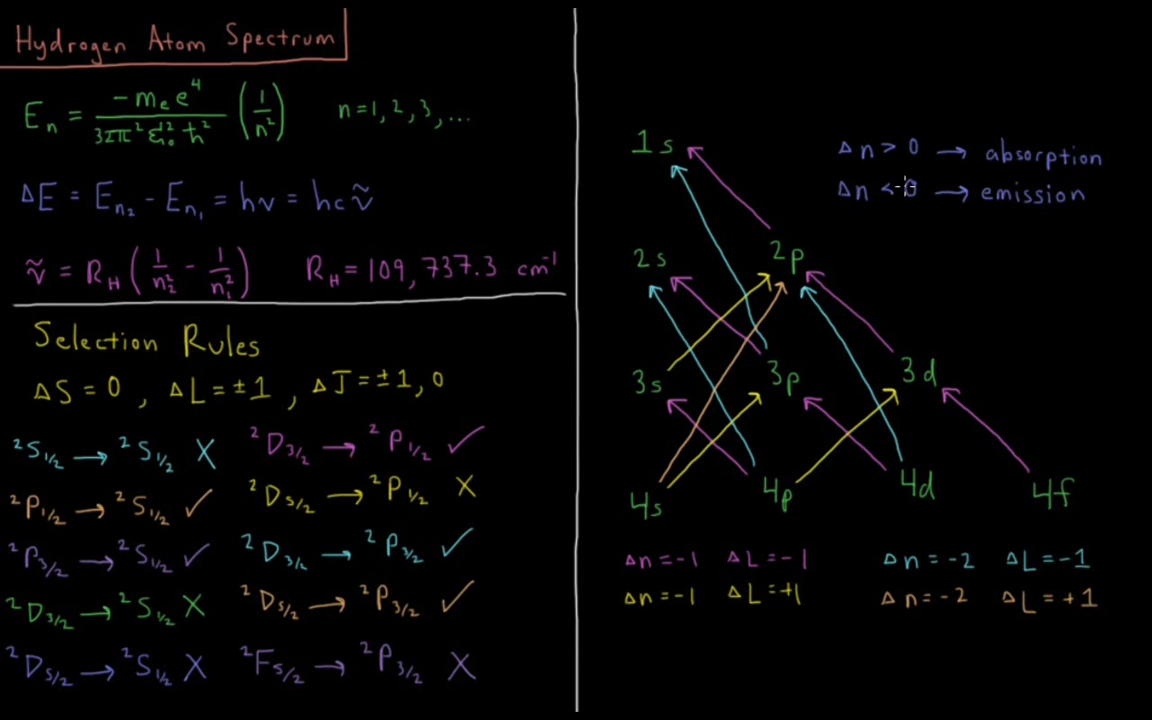 Hydrogen Atom Spectrum
Eₙ = −mₑe⁴ / 32π²ε₀²ħ² (1/n²)   n=1, 2, 3, ...
ΔE = Eₙ₂ − Eₙ₁ = hν = hcν̃
ν̃ = R_H (1/n₂² − 1/n₁²)   R_H = 109,737.3 cm⁻¹
Selection Rules
ΔS = 0 , ΔL = ±1 , ΔJ = ±1, 0
²S₁/₂ → ²S₁/₂ X   ²D₃/₂ → ²P₁/₂ ✓
²P₁/₂ → ²S₁/₂ ✓   ²D₅/₂ → ²P₁/₂ X
²P₃/₂ → ²S₁/₂ ✓   ²D₃/₂ → ²P₃/₂ ✓
²D₃/₂ → ²S₁/₂ X   ²D₅/₂ → ²P₃/₂ ✓
²D₅/₂ → ²S₁/₂ X   ²F₅/₂ → ²P₃/₂ X
Δn > 0 → absorption
Δn < 0 → emission
1s
2s 2p
3s 3p 3d
4s 4p 4d 4f
Δn = −1 ΔL = −1   Δn = −2 ΔL = −1
Δn = −1 ΔL = +1   Δn = −2 ΔL = +1